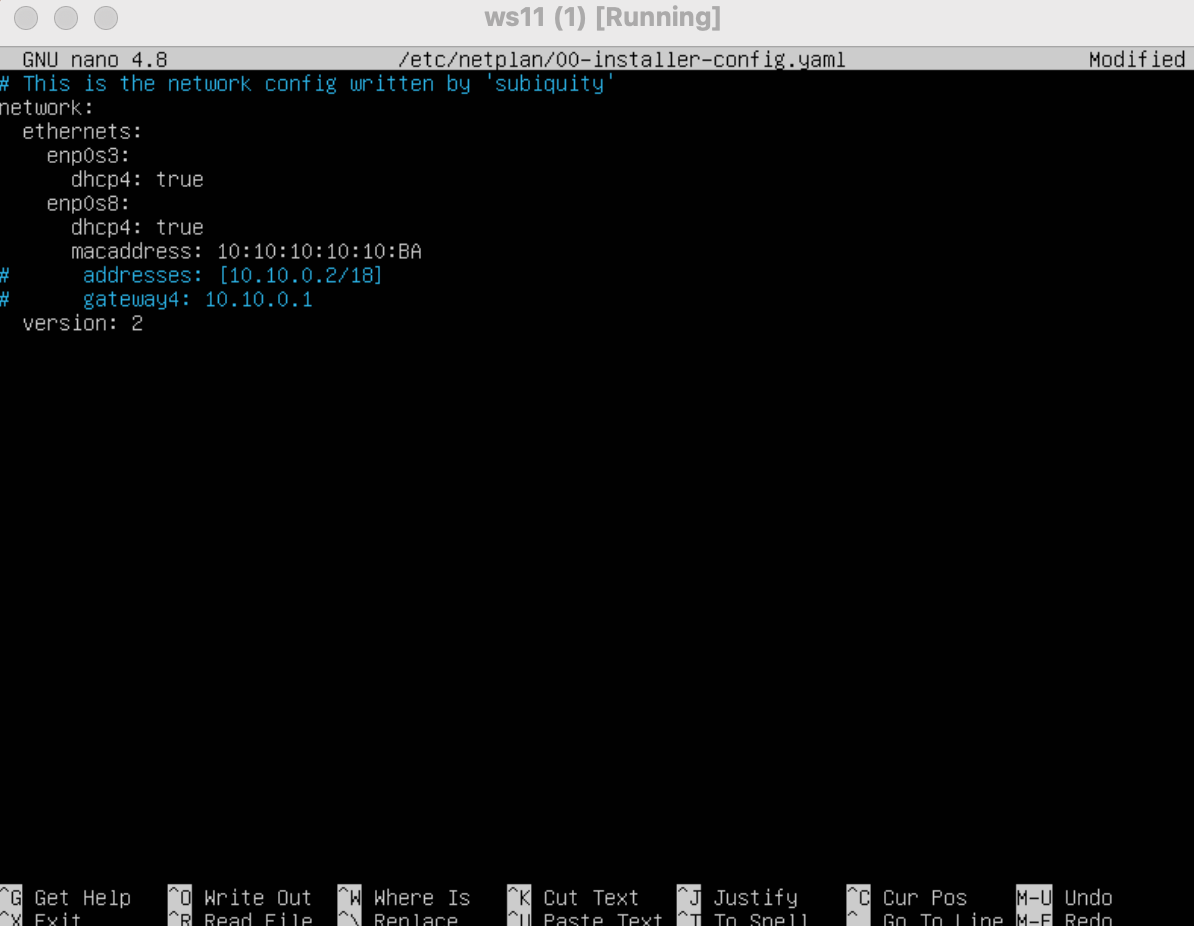 ws11 (1) [Running]
GNU nano 4.8 /etc/netplan/00-installer-config.yaml Modified
# This is the network config written by 'subiquity'
network:
  ethernets:
    enp0s3:
      dhcp4: true
    enp0s8:
      dhcp4: true
      macaddress: 10:10:10:10:10:BA
#      addresses: [10.10.0.2/18]
#      gateway4: 10.10.0.1
  version: 2
^G Get Help ^O Write Out ^W Where Is ^K Cut Text ^J Justify ^C Cur Pos M-U Undo
^X Exit ^R Read File ^\ Replace ^U Paste Text ^T To Spell ^_ Go To Line M-E Redo